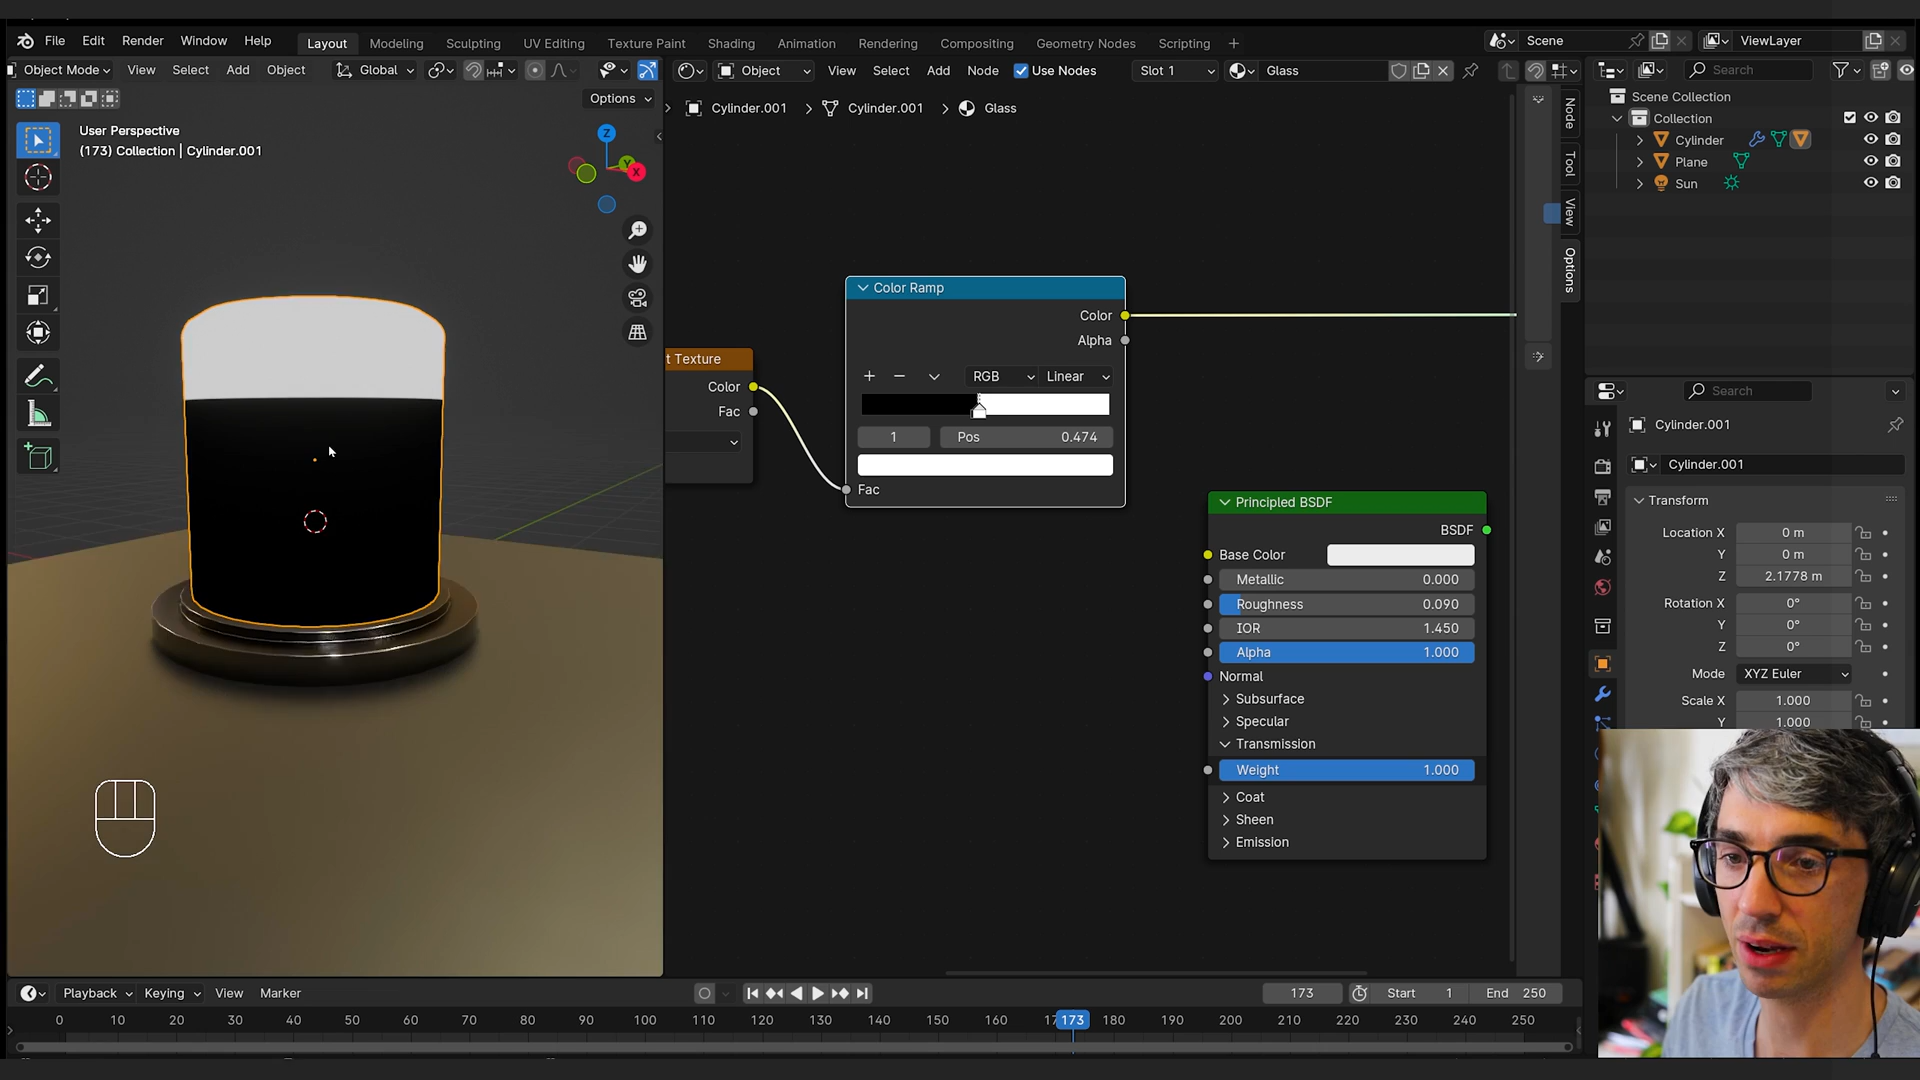 File Edit Render Window Help Layout Modeling Sculpting UV Editing Texture Paint Shading Animation Rendering Compositing Geometry Nodes Scripting + Scene ViewLayer
Object Mode View Select Add Object Global Object View Select Add Node Use Nodes Slot 1 Glass Search
Options
Cylinder.001 > Cylinder.001 > Glass
Scene Collection
Collection
Cylinder
Plane
Sun
User Perspective
(173) Collection | Cylinder.001
Z
Y
X
Node
Tool
View
Options
t Texture
Color
Fac
Color Ramp
Color
Alpha
RGB Linear
1 Pos 0.474
Fac
Principled BSDF
BSDF
Base Color
Metallic 0.000
Roughness 0.090
IOR 1.450
Alpha 1.000
Normal
Subsurface
Specular
Transmission
Weight 1.000
Coat
Sheen
Emission
Search
Cylinder.001
Cylinder.001
Transform
Location X 0 m
Y 0 m
Z 2.1778 m
Rotation X 0°
Y 0°
Z 0°
Mode XYZ Euler
Scale X 1.000
Y 1.000
Playback Keying View Marker 173 Start 1 End 250
0 10 20 30 40 50 60 70 80 90 100 110 120 130 140 150 160 173 180 190 200 210 220 230 240 250